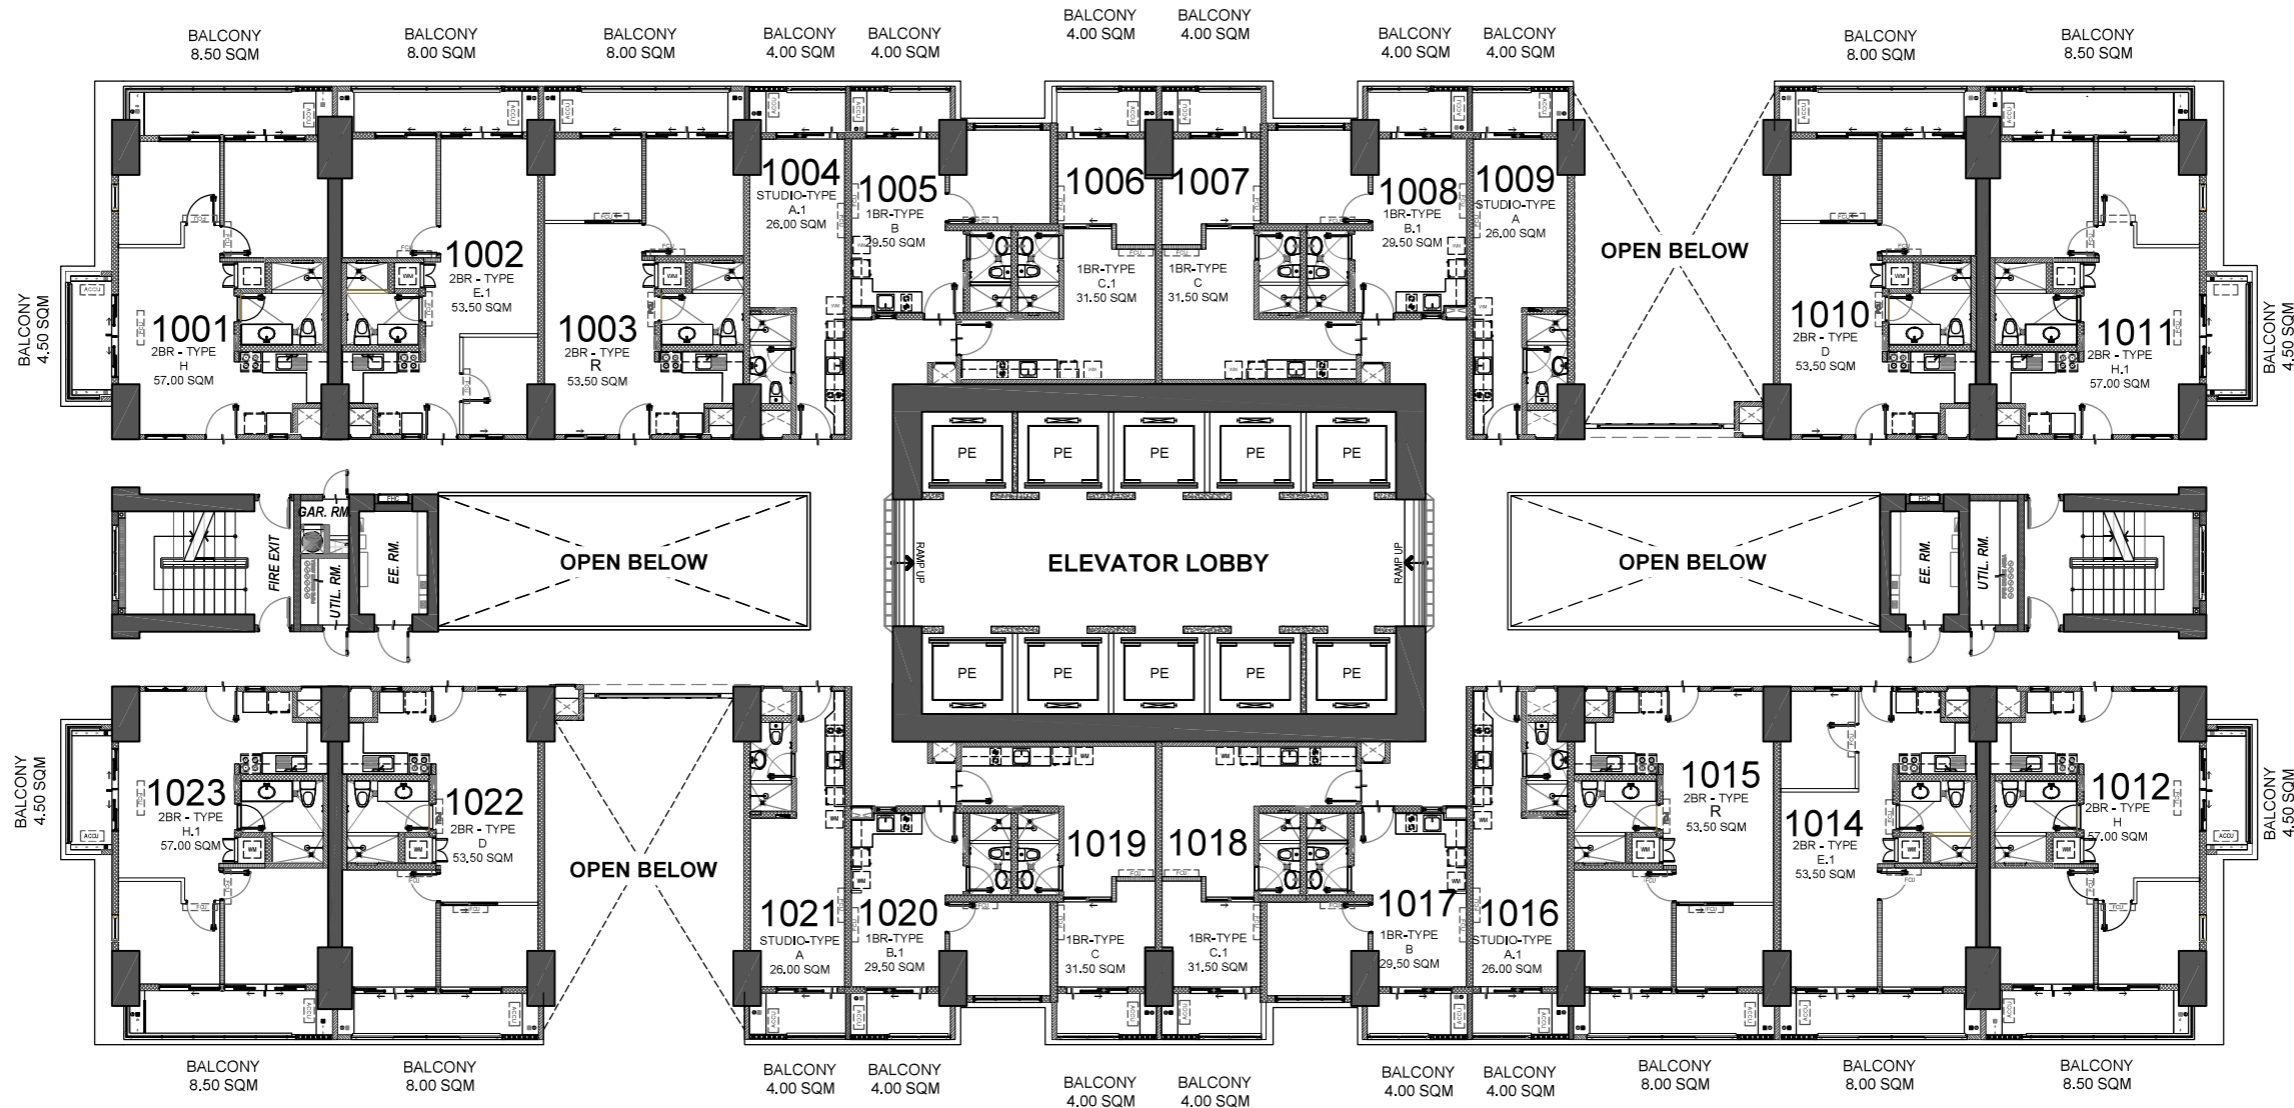 BALCONY
8.50 SQM
BALCONY
8.00 SQM
BALCONY
8.00 SQM
BALCONY
4.00 SQM
BALCONY
4.00 SQM
BALCONY
4.00 SQM
BALCONY
4.00 SQM
BALCONY
4.00 SQM
BALCONY
4.00 SQM
BALCONY
8.00 SQM
BALCONY
8.50 SQM
BALCONY
4.50 SQM
1001
2BR - TYPE
H
57.00 SQM
1002
2BR - TYPE
E.1
53.50 SQM
1003
2BR - TYPE
R
53.50 SQM
1004
STUDIO-TYPE
A.1
26.00 SQM
1005
1BR-TYPE
B
29.50 SQM
1006
1BR-TYPE
C.1
31.50 SQM
1007
1BR-TYPE
C
31.50 SQM
1008
1BR-TYPE
B.1
29.50 SQM
1009
STUDIO-TYPE
A
26.00 SQM
OPEN BELOW
1010
2BR - TYPE
D
53.50 SQM
1011
2BR - TYPE
H.1
57.00 SQM
BALCONY
4.50 SQM
PE
PE
PE
PE
PE
FIRE EXIT
GAR. RM.
UTIL. RM.
FHC
EE. RM.
OPEN BELOW
RAMP UP
ELEVATOR LOBBY
RAMP UP
OPEN BELOW
FHC
EE. RM.
UTIL. RM.
PE
PE
PE
PE
PE
BALCONY
4.50 SQM
1023
2BR - TYPE
H.1
57.00 SQM
1022
2BR - TYPE
D
53.50 SQM
OPEN BELOW
1021
STUDIO-TYPE
A
26.00 SQM
1020
1BR-TYPE
B.1
29.50 SQM
1019
1BR-TYPE
C
31.50 SQM
1018
1BR-TYPE
C.1
31.50 SQM
1017
1BR-TYPE
B
29.50 SQM
1016
STUDIO-TYPE
A.1
26.00 SQM
1015
2BR - TYPE
R
53.50 SQM
1014
2BR - TYPE
E.1
53.50 SQM
1012
2BR - TYPE
H
57.00 SQM
BALCONY
4.50 SQM
BALCONY
8.50 SQM
BALCONY
8.00 SQM
BALCONY
4.00 SQM
BALCONY
4.00 SQM
BALCONY
4.00 SQM
BALCONY
4.00 SQM
BALCONY
4.00 SQM
BALCONY
4.00 SQM
BALCONY
8.00 SQM
BALCONY
8.00 SQM
BALCONY
8.50 SQM